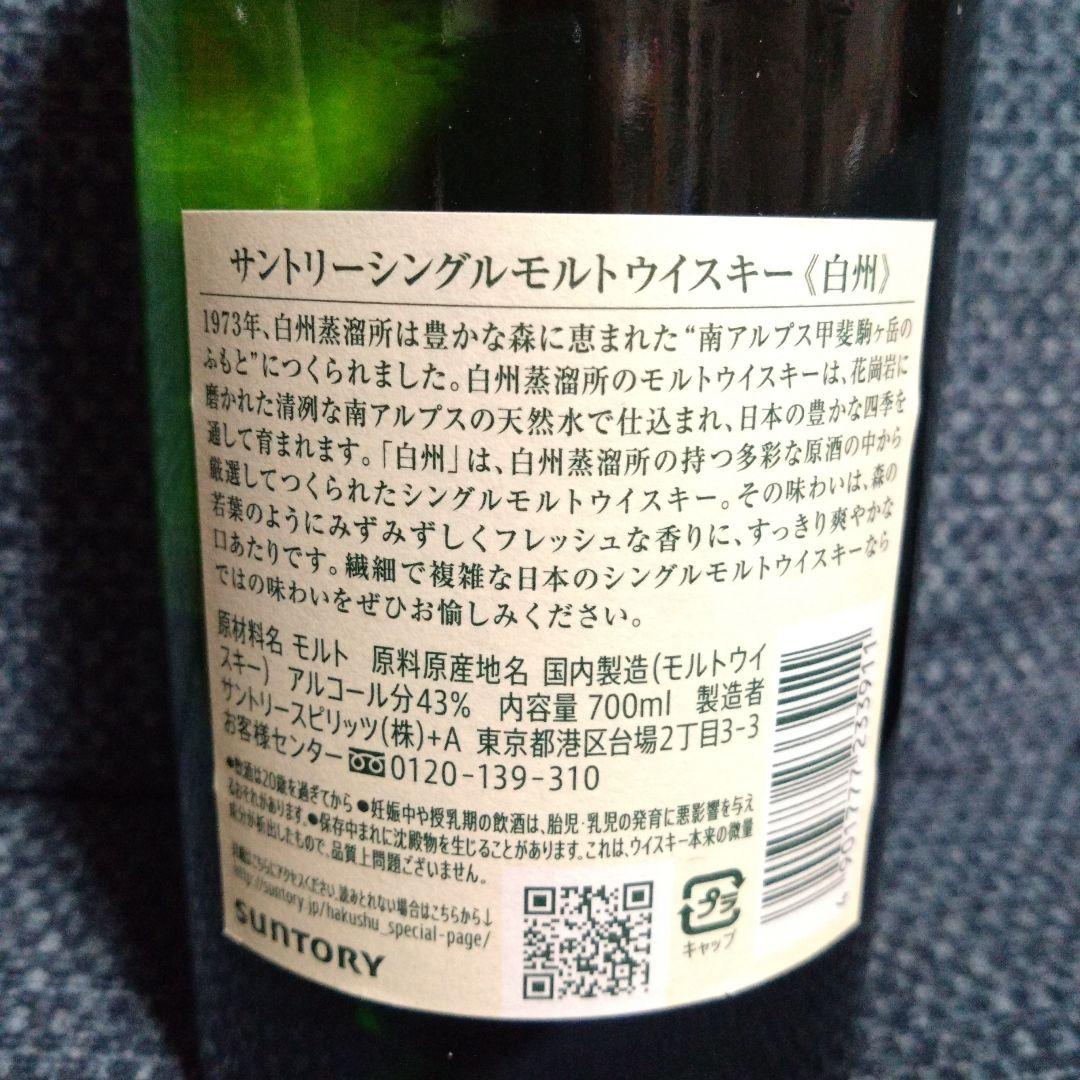 サントリーシングルモルトウイスキー《白州》
1973年、白州蒸溜所は豊かな森に恵まれた“南アルプス甲斐駒ヶ岳の
ふもと”につくられました。白州蒸溜所のモルトウイスキーは、花崗岩に
磨かれた清冽な南アルプスの天然水で仕込まれ、日本の豊かな四季を
通して育まれます。「白州」は、白州蒸溜所の持つ多彩な原酒の中から
厳選してつくられたシングルモルトウイスキー。その味わいは、森の
若葉のようにみずみずしくフレッシュな香りに、すっきり爽やかな
口あたりです。繊細で複雑な日本のシングルモルトウイスキーなら
ではの味わいをぜひお愉しみください。
原材料名 モルト 原料原産地名 国内製造(モルトウイ
スキー) アルコール分43% 内容量 700ml 製造者
サントリースピリッツ(株)+A 東京都港区台場2丁目3-3
お客様センター 0120-139-310
●飲酒は20歳を過ぎてから ●妊娠中や授乳期の飲酒は、胎児・乳児の発育に悪影響を与え
るおそれがあります。●保存中まれに沈殿物を生じることがあります。これは、ウイスキー本来の微量
成分が析出したもので、品質上問題ございません。
詳細はこちらにアクセスください。読みとれない場合はこちらから↓
http://suntory.jp/hakushu_special-page/
SUNTORY
プラ
キャップ
4 901777 233911